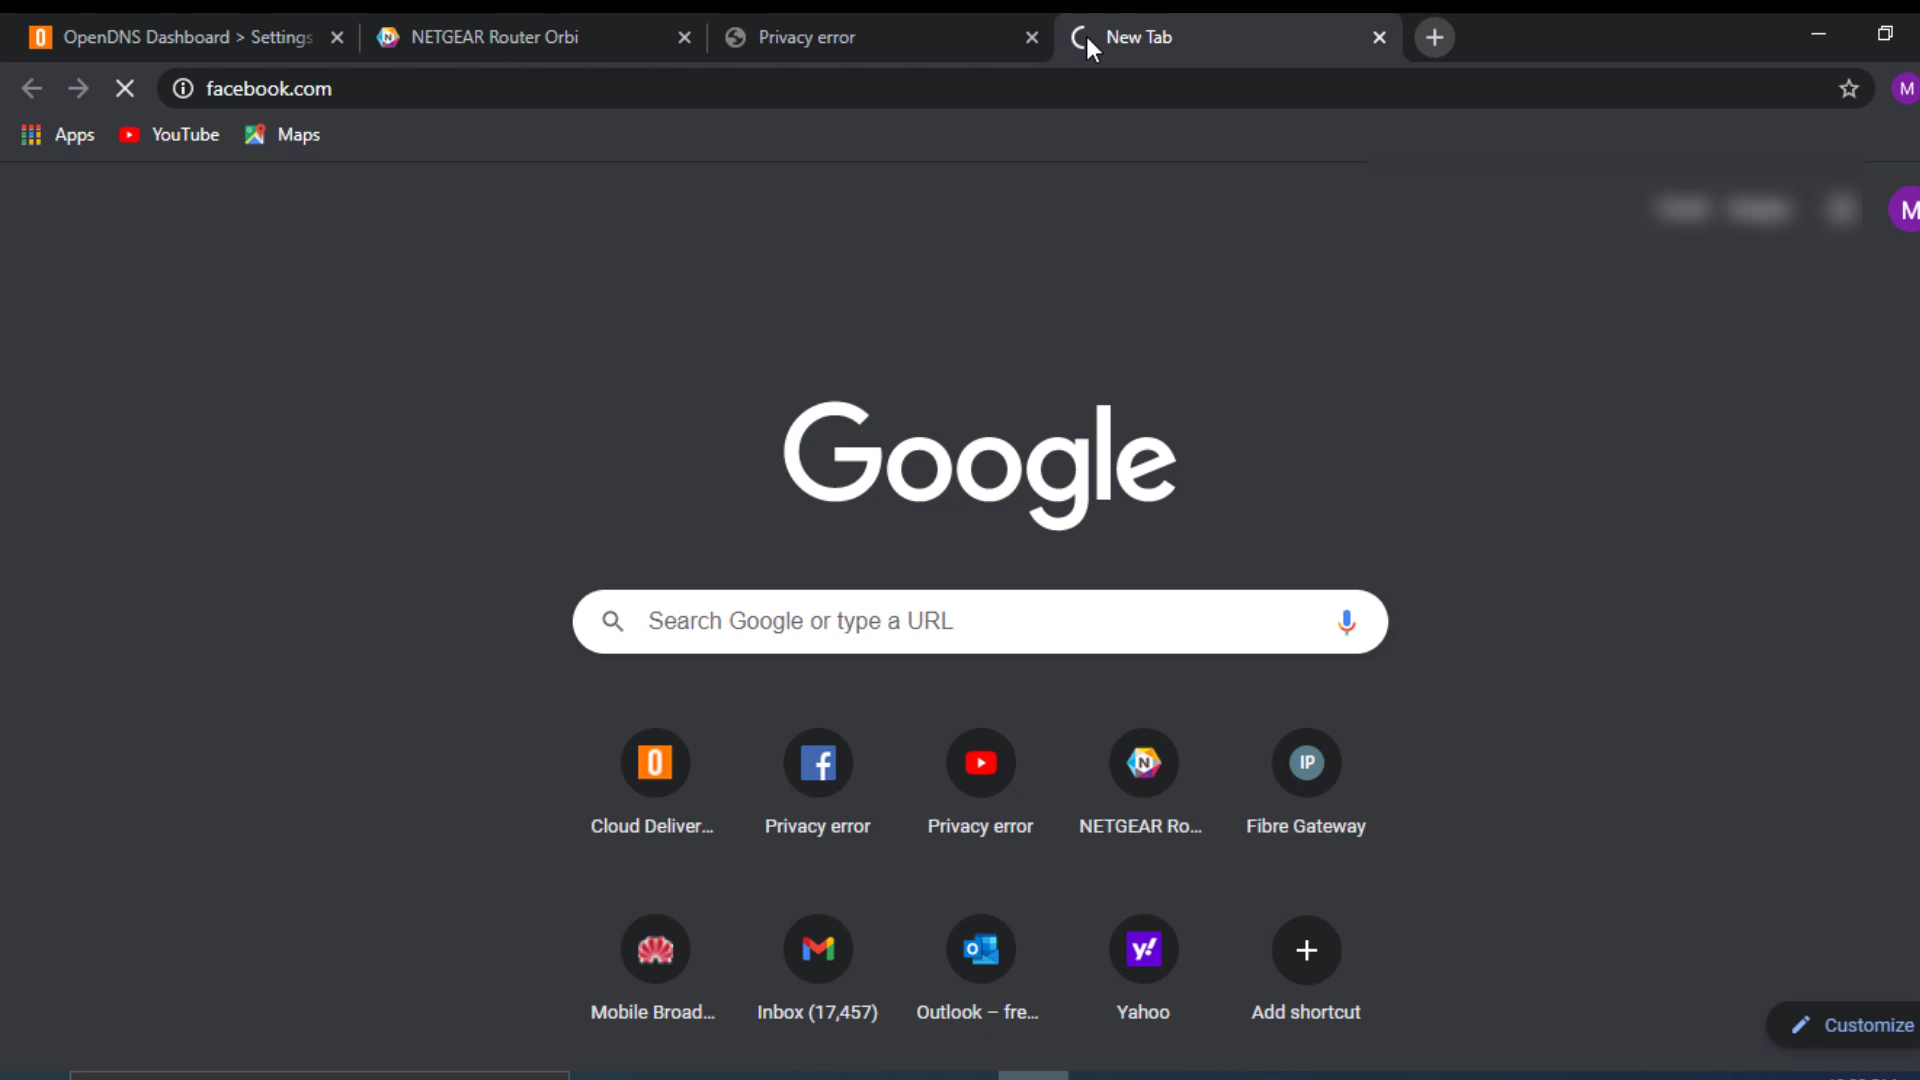 OpenDNS Dashboard > Settings
NETGEAR Router Orbi
Privacy error
New Tab
facebook.com
M
Apps
YouTube
Maps
M
Google
Search Google or type a URL
Cloud Deliver...
Privacy error
Privacy error
NETGEAR Ro...
IP
Fibre Gateway
Mobile Broad...
Inbox (17,457)
Outlook – fre...
Yahoo
Add shortcut
Customize